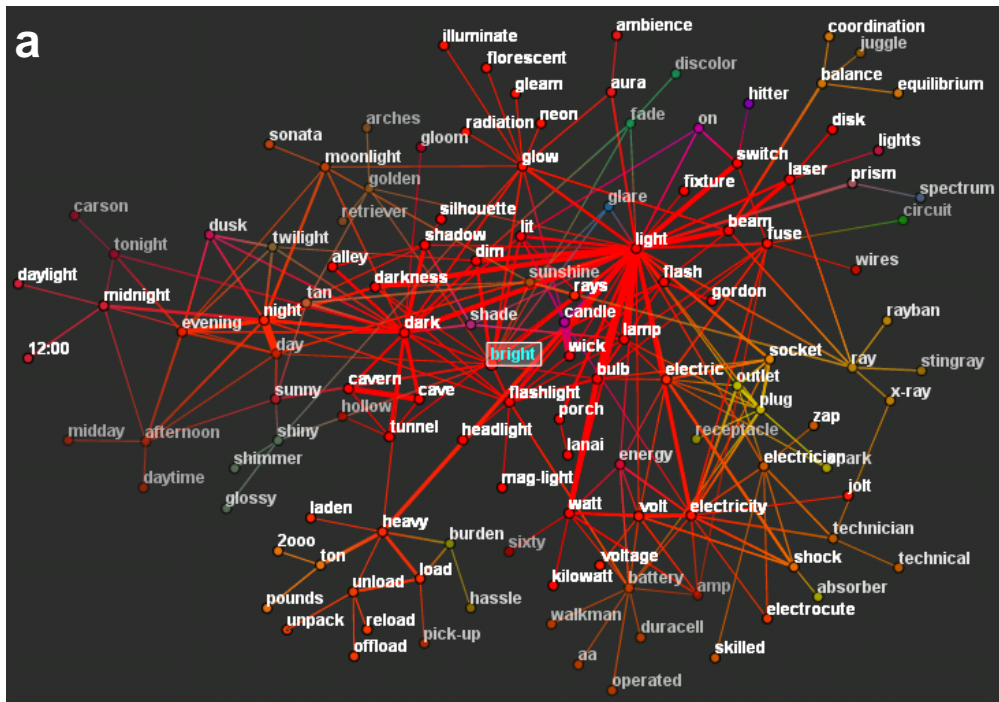 a
illuminate
ambience
coordination
juggle
florescent
discolor
balance
gleam
aura
hitter
equilibrium
radiation
neon
fade
on
disk
sonata
arches
gloom
moonlight
glow
switch
lights
golden
fixture
laser
prism
spectrum
carson
retriever
silhouette
glare
circuit
dusk
tonight
twilight
shadow
lit
light
beam
fuse
alley
dim
daylight
darkness
sunshine
flash
wires
midnight
tan
rays
gordon
evening
night
dark
shade
candle
lamp
rayban
12:00
day
bright
wick
socket
ray
stingray
sunny
cavern
cave
flashlight
bulb
electric
outlet
x-ray
hollow
porch
plug
zap
midday
afternoon
shiny
tunnel
headlight
lanai
receptacle
shimmer
energy
electrician
spark
daytime
mag-light
jolt
glossy
laden
heavy
watt
volt
electricity
2ooo
burden
sixty
technician
ton
load
voltage
shock
technical
pounds
unload
kilowatt
battery
amp
absorber
unpack
reload
hassle
walkman
electrocute
offload
pick-up
duracell
skilled
aa
operated